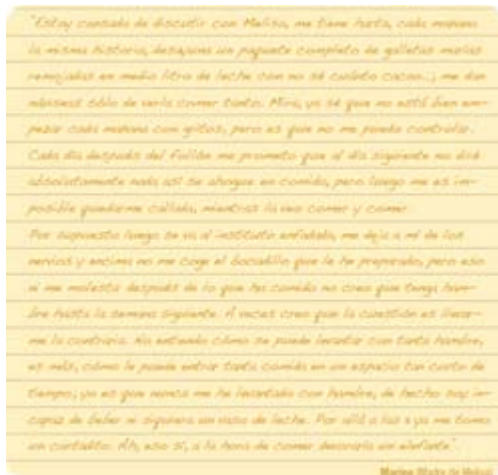 "Estoy cansada de discutir con Melisa, me tiene harta, cada mañana
la misma historia, desayuna un paquete completo de galletas marías
remojadas en medio litro de leche con no sé cuánto cacao..., me dan
náuseas sólo de verla comer tanto. Mira, ya sé que no está bien em-
pezar cada mañana con gritos, pero es que no me puedo controlar.
Cada día después del follón me prometo que al día siguiente no diré
absolutamente nada así se ahogue en comida, pero luego me es im-
posible quedarme callada, mientras la veo comer y comer.
Por supuesto luego se va al instituto enfadada, me deja a mí de los
nervios y encima no me coge el bocadillo que le he preparado, pero eso
ni me molesta después de lo que ha comido no creo que tenga ham-
bre hasta la semana siguiente. A veces creo que la cuestión es llevar-
me la contraria. No entiendo cómo se puede levantar con tanta hambre,
es más, cómo le puede entrar tanta comida en un espacio tan corto de
tiempo; yo es que nunca me he levantado con hambre, de hecho soy in-
capaz de beber ni siquiera un vaso de leche. Por allá a las ya me tomo
un cortadito. Ah, eso sí, a la hora de comer devoraría un elefante"
Marina Madre de Melisa